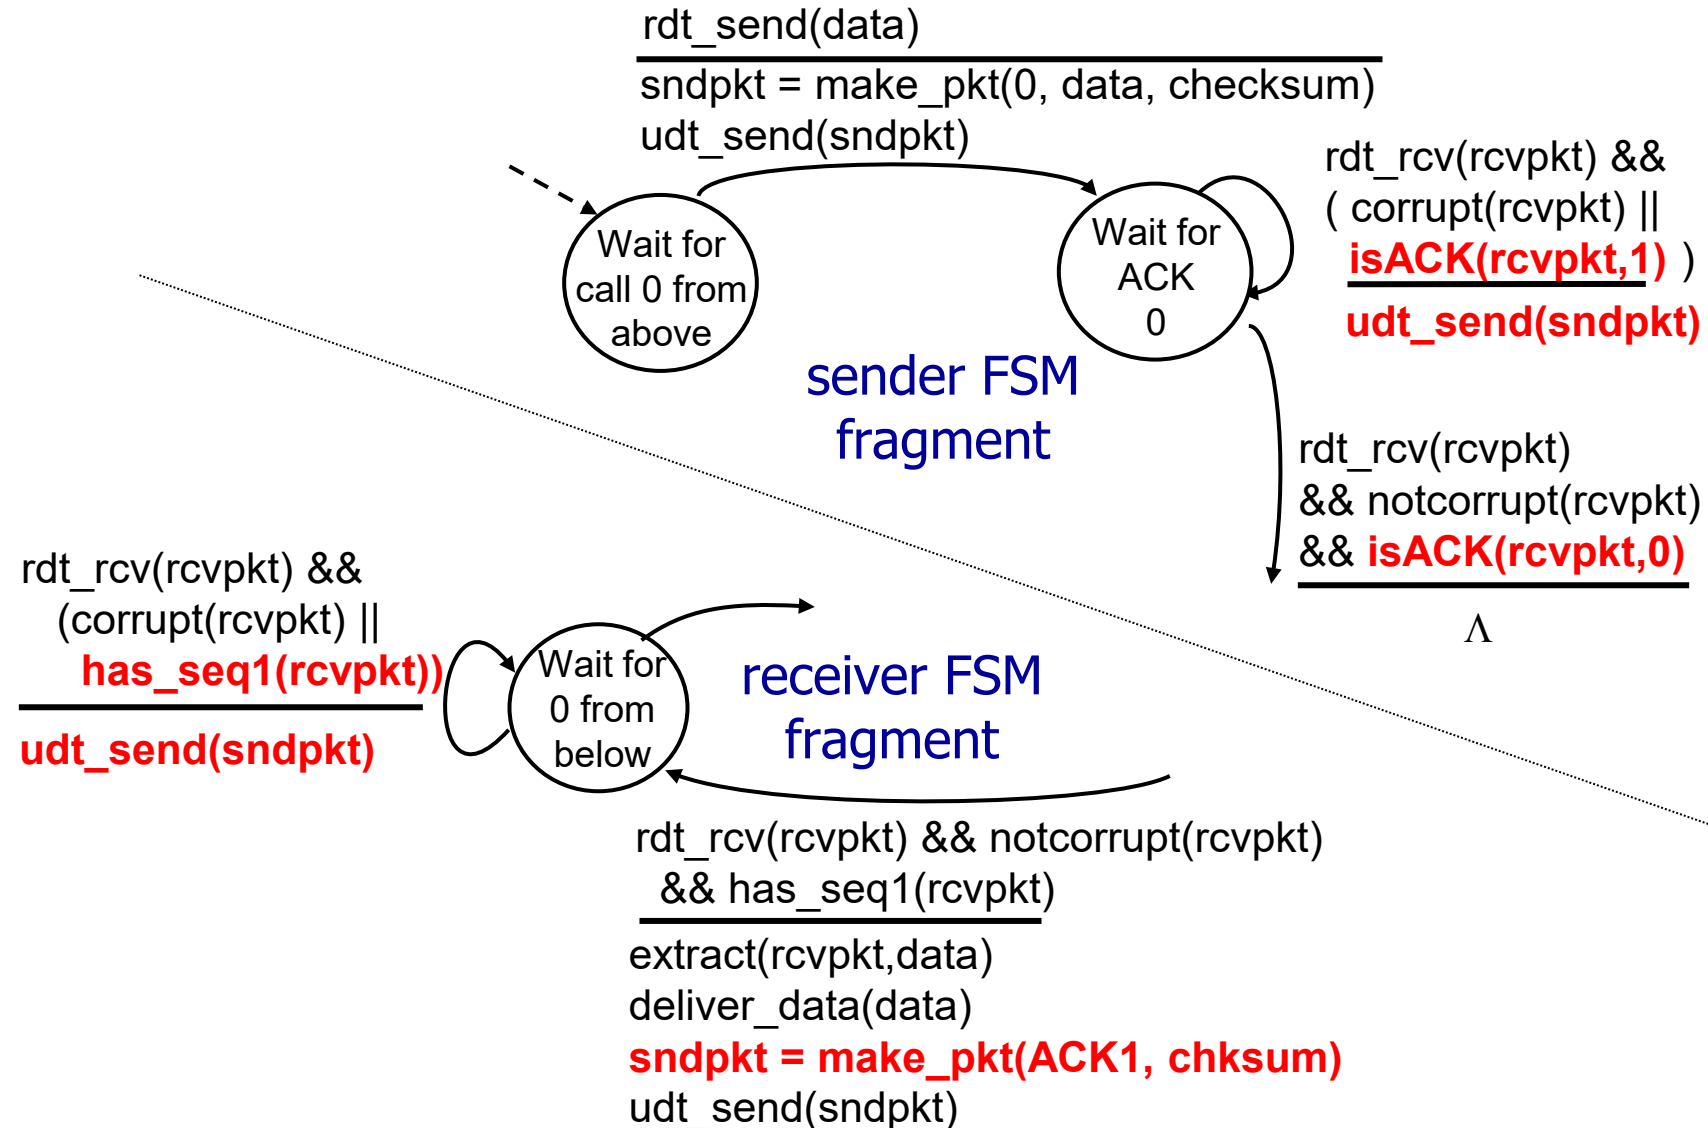 rdt_send(data)
sndpkt = make_pkt(0, data, checksum)
udt_send(sndpkt)
Wait for
call 0 from
above
Wait for
ACK
0
rdt_rcv(rcvpkt) &&
( corrupt(rcvpkt) ||
isACK(rcvpkt,1) )
udt_send(sndpkt)
sender FSM
fragment
rdt_rcv(rcvpkt)
&& notcorrupt(rcvpkt)
&& isACK(rcvpkt,0)
Λ
rdt_rcv(rcvpkt) &&
(corrupt(rcvpkt) ||
has_seq1(rcvpkt))
udt_send(sndpkt)
Wait for
0 from
below
receiver FSM
fragment
rdt_rcv(rcvpkt) && notcorrupt(rcvpkt)
&& has_seq1(rcvpkt)
extract(rcvpkt,data)
deliver_data(data)
sndpkt = make_pkt(ACK1, chksum)
udt_send(sndpkt)